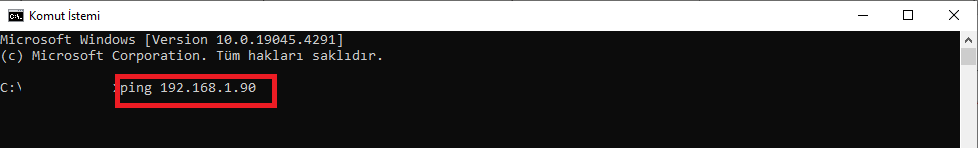 Komut İstemi
Microsoft Windows [Version 10.0.19045.4291]
(c) Microsoft Corporation. Tüm hakları saklıdır.
C:\ ping 192.168.1.90